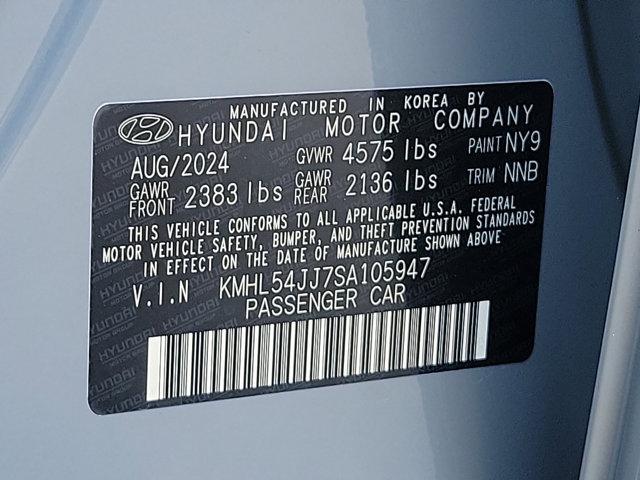 MANUFACTURED IN KOREA BY
HYUNDAI MOTOR COMPANY
AUG/2024 GVWR 4575 lbs PAINT NY9
GAWR FRONT 2383 lbs GAWR REAR 2136 lbs TRIM NNB
THIS VEHICLE CONFORMS TO ALL APPLICABLE U.S.A. FEDERAL
MOTOR VEHICLE SAFETY, BUMPER, AND THEFT PREVENTION STANDARDS
IN EFFECT ON THE DATE OF MANUFACTURE SHOWN ABOVE
V.I.N KMHL54JJ7SA105947
PASSENGER CAR